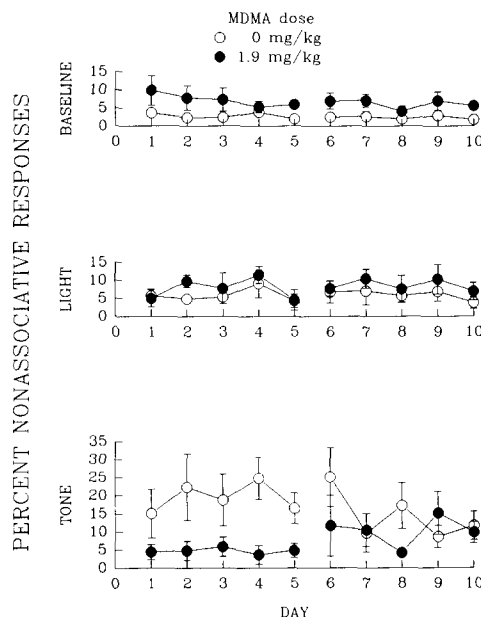 MDMA dose
0 mg/kg
1.9 mg/kg
PERCENT NONASSOCIATIVE RESPONSES
BASELINE
15
10
5
0
0 1 2 3 4 5 6 7 8 9 10
LIGHT
15
10
5
0
0 1 2 3 4 5 6 7 8 9 10
TONE
35
30
25
20
15
10
5
0
0 1 2 3 4 5 6 7 8 9 10
DAY